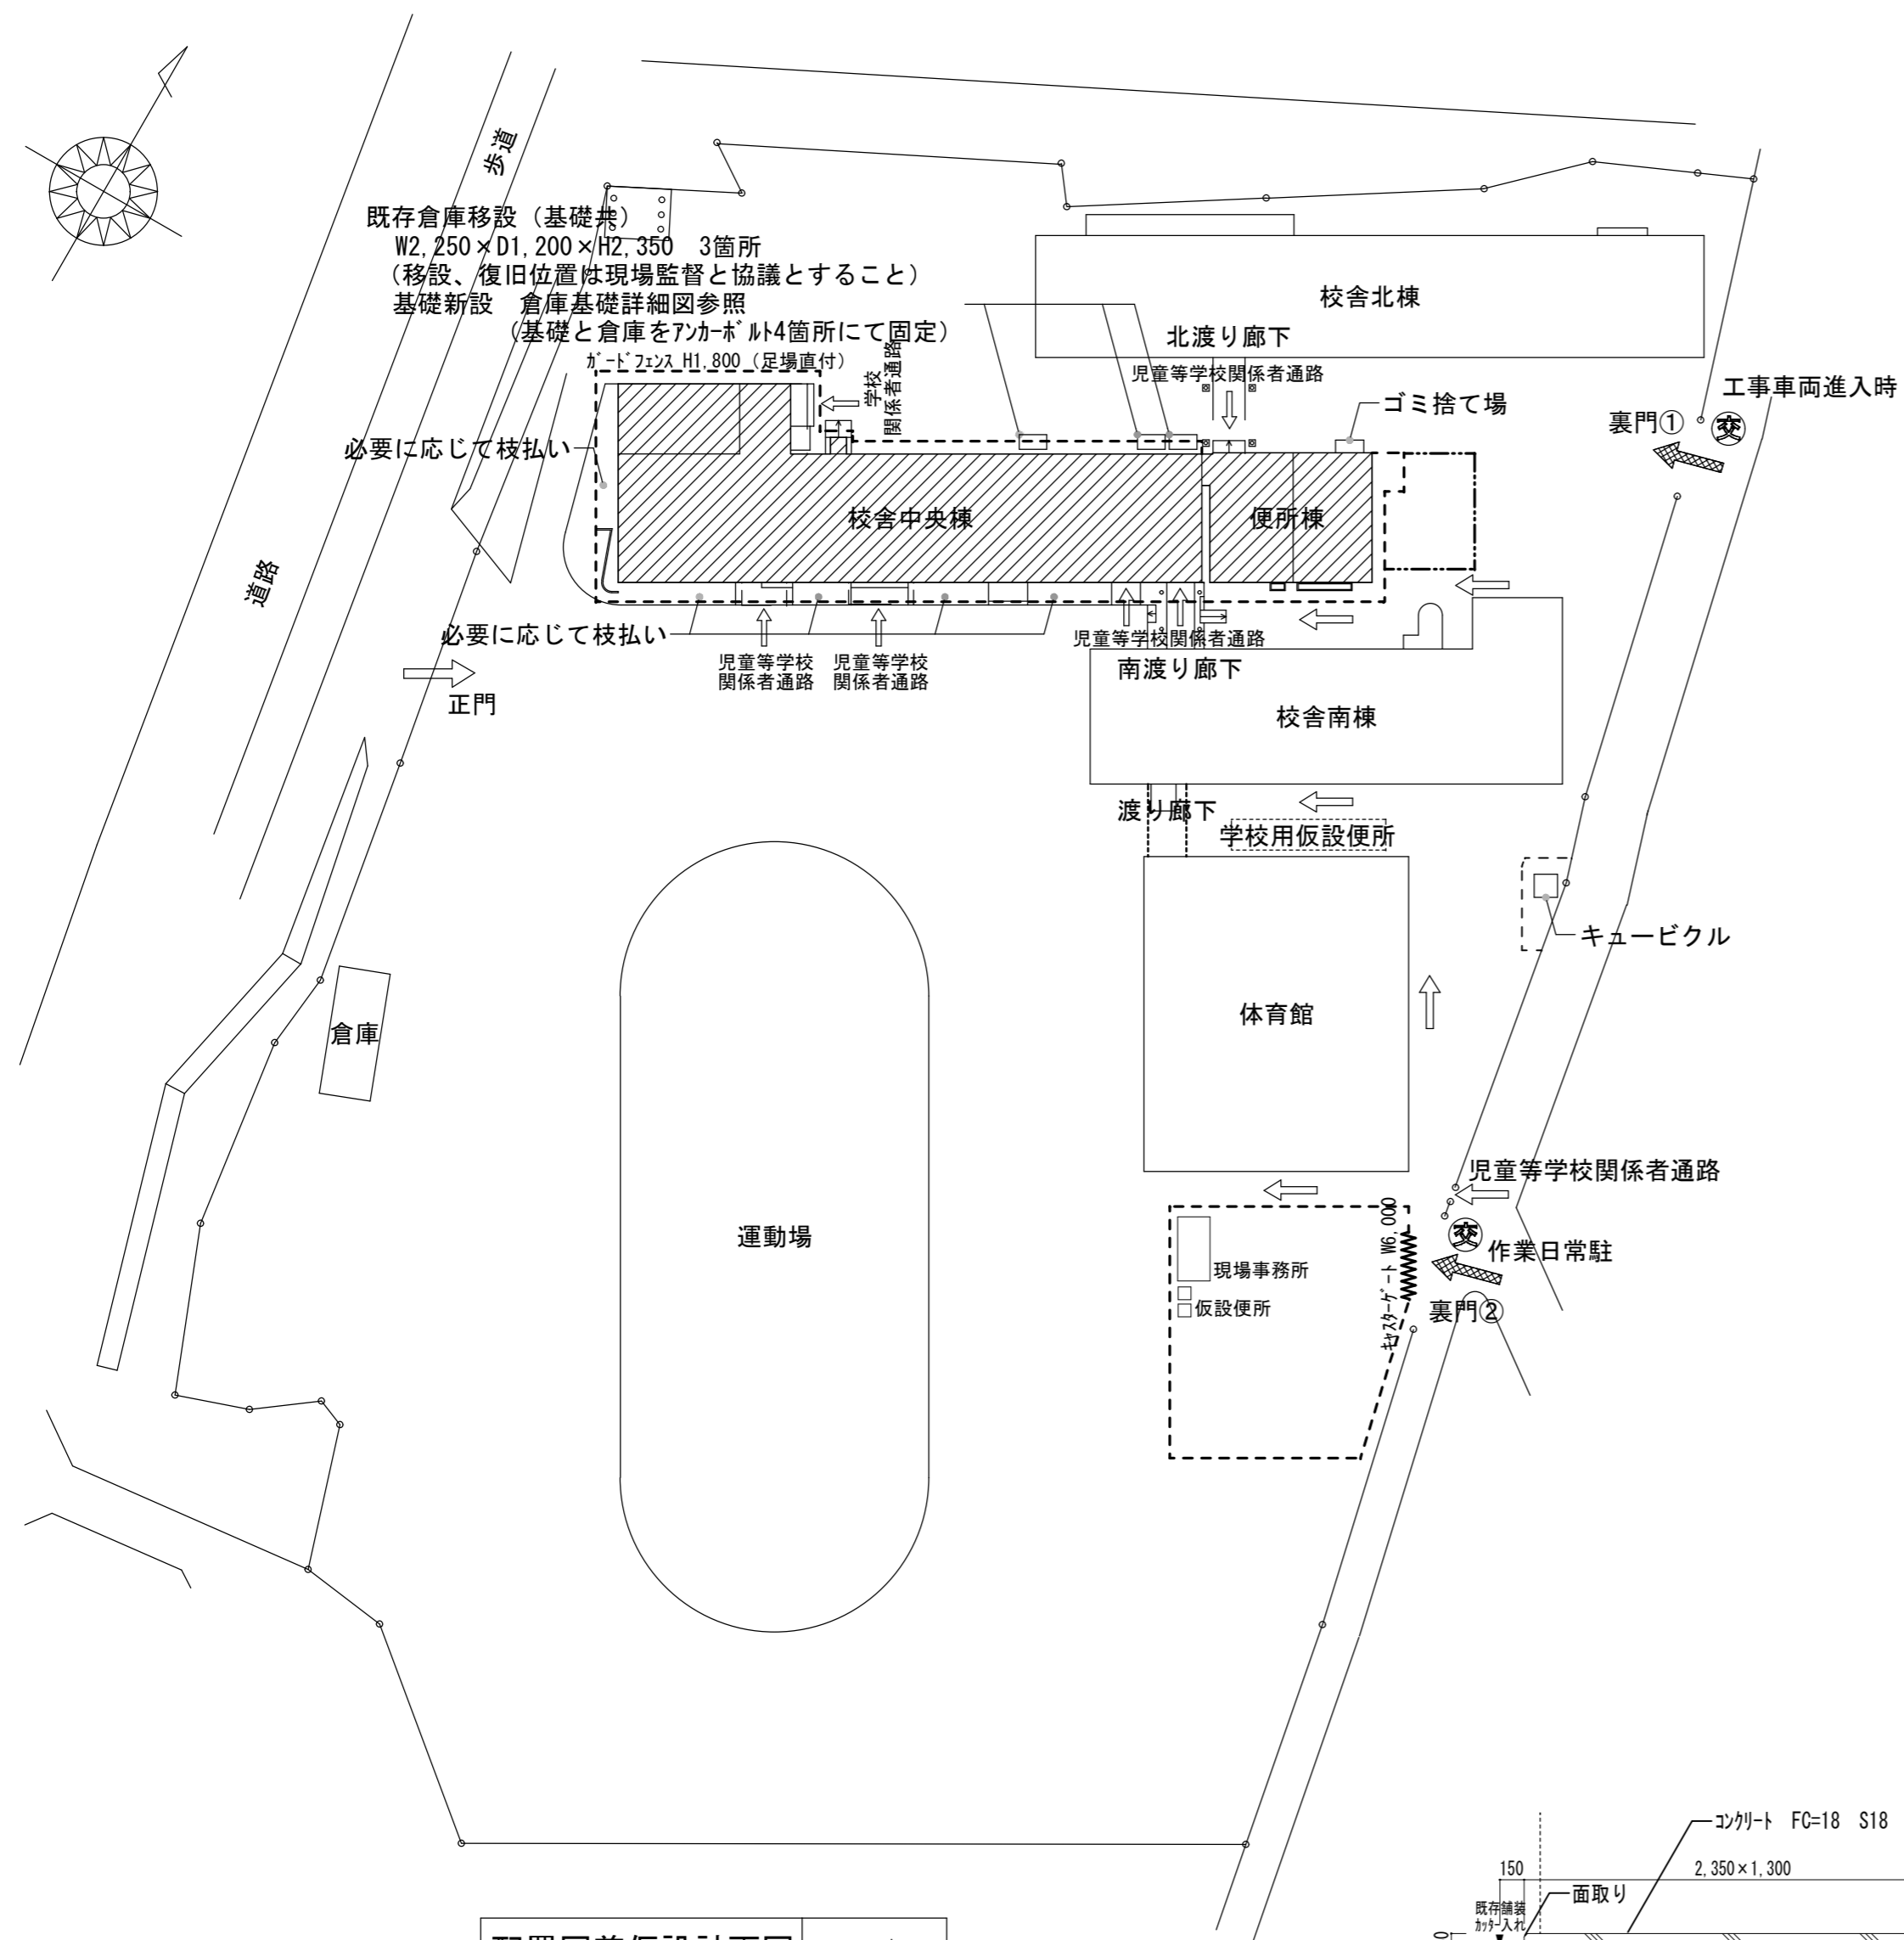 歩道
道路
既存倉庫移設（基礎共）
W2,250×D1,200×H2,350　3箇所
（移設、復旧位置は現場監督と協議とすること）
基礎新設　倉庫基礎詳細図参照
（基礎と倉庫をｱﾝｶｰﾎﾞﾙﾄ4箇所にて固定）
ｶﾞｰﾄﾞﾌｪﾝｽ H1,800（足場直付）
学校
関係者通路
校舎北棟
北渡り廊下
児童等学校関係者通路
ゴミ捨て場
工事車両進入時
裏門①
交
必要に応じて枝払い
校舎中央棟
便所棟
必要に応じて枝払い
児童等学校
関係者通路
児童等学校
関係者通路
児童等学校関係者通路
南渡り廊下
正門
校舎南棟
渡り廊下
学校用仮設便所
キュービクル
体育館
倉庫
運動場
児童等学校関係者通路
交
作業日常駐
裏門②
ｷｬｽﾀｰｹﾞｰﾄ W6,000
現場事務所
仮設便所
ｺﾝｸﾘｰﾄ　FC=18　S18
150
2,350×1,300
面取り
既存舗装
ｶｯﾀｰ入れ
配置図兼仮設計画図